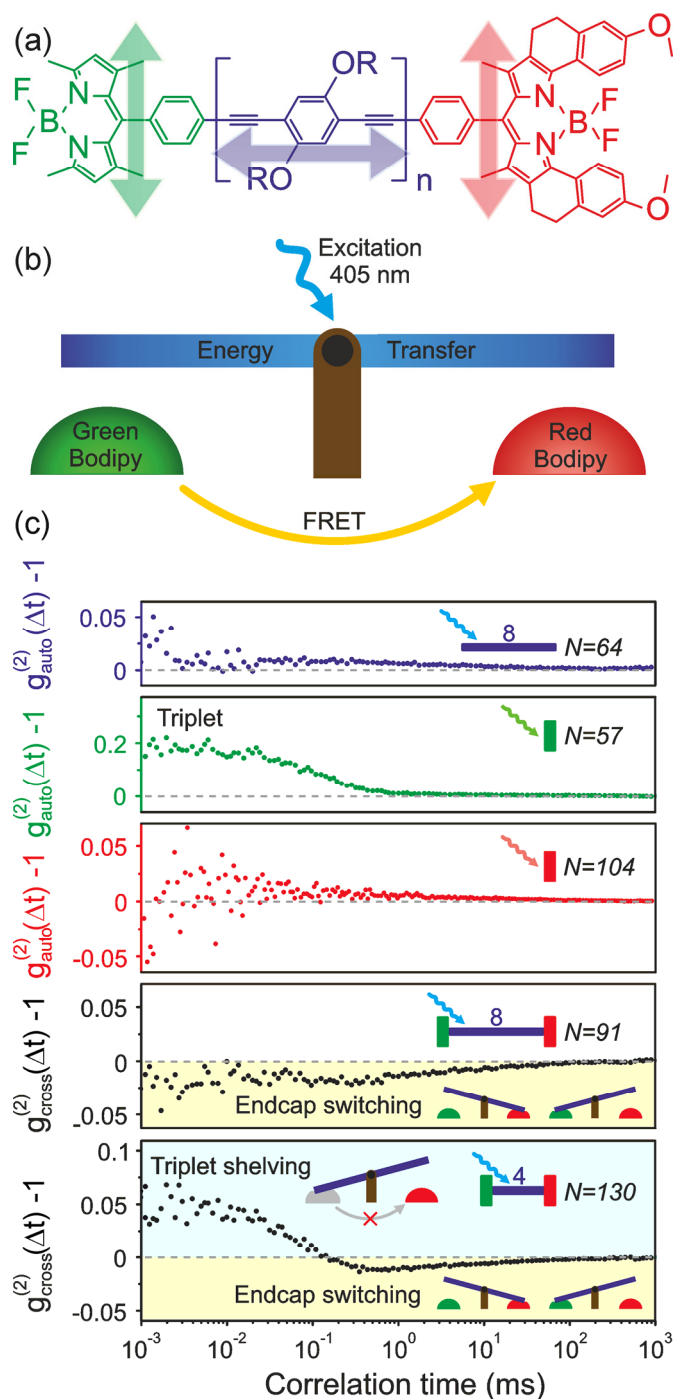 (a)
F
F
B
N
N
OR
RO
n
N
N
B
F
F
O
O
(b)
Excitation
405 nm
Energy
Transfer
Green
Bodipy
Red
Bodipy
FRET
(c)
g(2)auto(Δt) -1
0.05
0
8
N=64
g(2)auto(Δt) -1
0.2
0
Triplet
N=57
g(2)auto(Δt) -1
0.05
0
-0.05
N=104
g(2)cross(Δt) -1
0.05
0
-0.05
8
N=91
Endcap switching
g(2)cross(Δt) -1
0.1
0.05
0
-0.05
Triplet shelving
4
N=130
Endcap switching
10-3 10-2 10-1 100 101 102 103
Correlation time (ms)